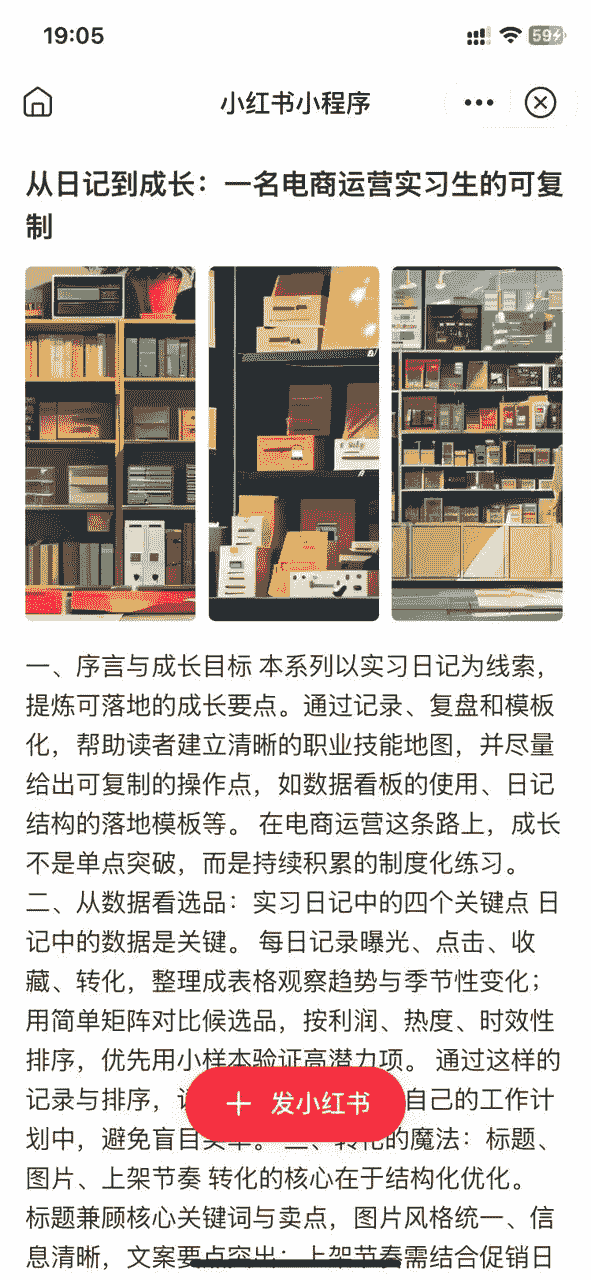 19:05
59
小红书小程序
从日记到成长：一名电商运营实习生的可复
制
一、序言与成长目标 本系列以实习日记为线索，
提炼可落地的成长要点。通过记录、复盘和模板
化，帮助读者建立清晰的职业技能地图，并尽量
给出可复制的操作点，如数据看板的使用、日记
结构的落地模板等。 在电商运营这条路上，成长
不是单点突破，而是持续积累的制度化练习。
二、从数据看选品：实习日记中的四个关键点 日
记中的数据是关键。 每日记录曝光、点击、收
藏、转化，整理成表格观察趋势与季节性变化；
用简单矩阵对比候选品，按利润、热度、时效性
排序，优先用小样本验证高潜力项。 通过这样的
记录与排序，
自己的工作计
划中，避免盲目
转化的魔法：标题、
图片、上架节奏 转化的核心在于结构化优化。
标题兼顾核心关键词与卖点，图片风格统一、信
息清晰，文案要点突出；上架节奏需结合促销日
＋ 发小红书